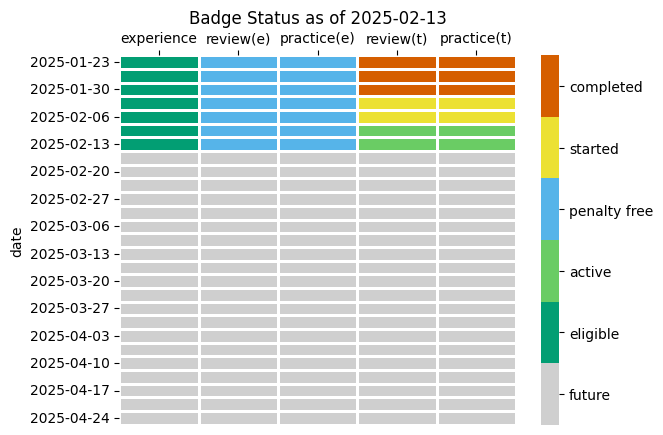 Badge Status as of 2025-02-13
experience review(e) practice(e) review(t) practice(t)
2025-01-23
2025-01-30
2025-02-06
2025-02-13
2025-02-20
2025-02-27
2025-03-06
2025-03-13
2025-03-20
2025-03-27
2025-04-03
2025-04-10
2025-04-17
2025-04-24
date
completed
started
penalty free
active
eligible
future